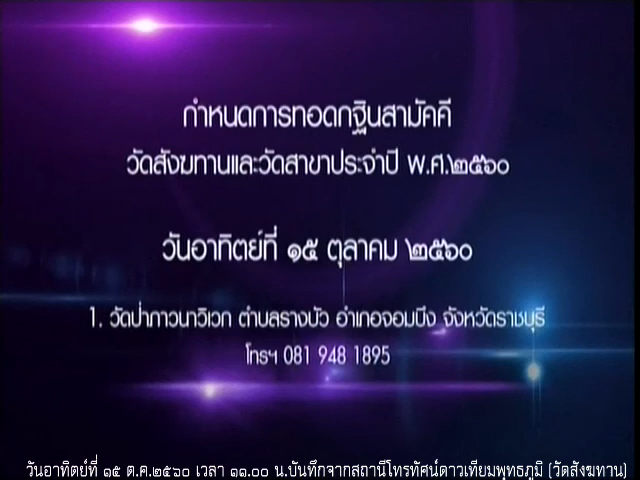 กำหนดการทอดกฐินสามัคคี
วัดสังฆทานและวัดสาขาประจำปี พ.ศ.๒๕๖๐
วันอาทิตย์ที่ ๑๕ ตุลาคม ๒๕๖๐
1. วัดป่าภาวนาวิเวก ตำบลรางบัว อำเภอจอมบึง จังหวัดราชบุรี
โทรฯ 081 948 1895
วันอาทิตย์ที่ ๑๕ ต.ค.๒๕๖๐ เวลา ๑๑.๐๐ น.บันทึกจากสถานีโทรทัศน์ดาวเทียมพุทธภูมิ (วัดสังฆทาน)